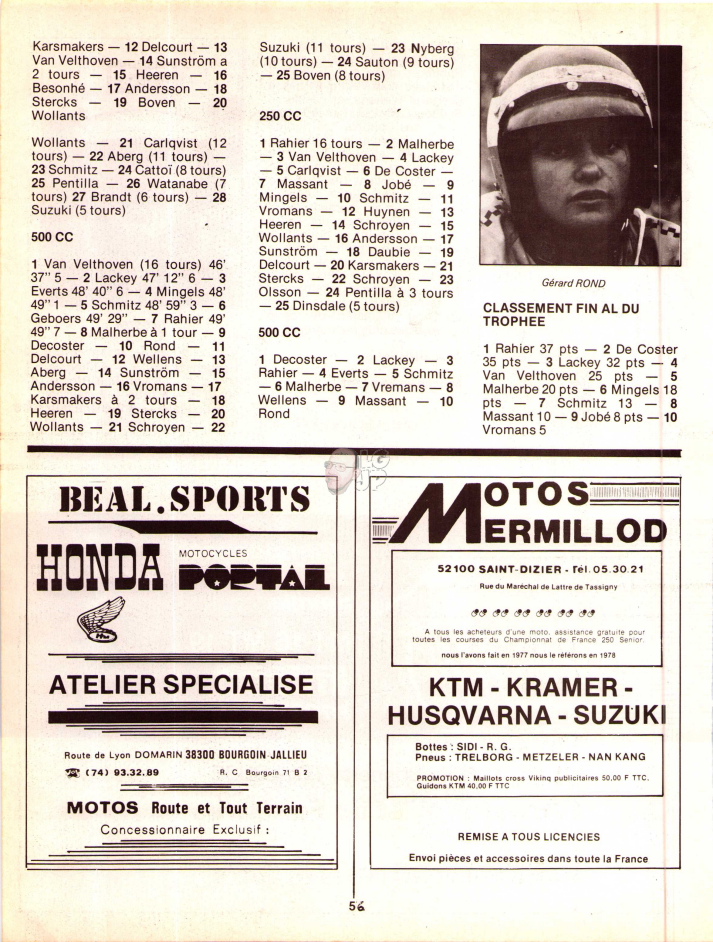 Karsmakers — 12 Delcourt — 13
Van Velthoven — 14 Sunström a
2 tours — 15 Heeren — 16
Besonhé — 17 Andersson — 18
Stercks — 19 Boven — 20
Wollants
Wollants — 21 Carlqvist (12
tours) — 22 Aberg (11 tours) —
23 Schmitz — 24 Cattoï (8 tours)
25 Pentilla — 26 Watanabe (7
tours) 27 Brandt (6 tours) — 28
Suzuki (5 tours)
500 CC
1 Van Velthoven (16 tours) 46'
37" 5 — 2 Lackey 47' 12" 6 — 3
Everts 48' 40" 6 — 4 Mingels 48'
49" 1 — 5 Schmitz 48' 59" 3 — 6
Geboers 49' 29" — 7 Rahier 49'
49" 7 — 8 Malherbe à 1 tour — 9
Decoster — 10 Rond — 11
Delcourt — 12 Wellens — 13
Aberg — 14 Sunström — 15
Andersson — 16 Vromans — 17
Karsmakers à 2 tours — 18
Heeren — 19 Stercks — 20
Wollants — 21 Schroyen — 22
Suzuki (11 tours) — 23 Nyberg
(10 tours) — 24 Sauton (9 tours)
— 25 Boven (8 tours)
250 CC
1 Rahier 16 tours — 2 Malherbe
— 3 Van Velthoven — 4 Lackey
— 5 Carlqvist — 6 De Coster —
7 Massant — 8 Jobé — 9
Mingels — 10 Schmitz — 11
Vromans — 12 Huynen — 13
Heeren — 14 Schroyen — 15
Wollants — 16 Andersson — 17
Sunström — 18 Daubie — 19
Delcourt — 20 Karsmakers — 21
Stercks — 22 Schroyen — 23
Olsson — 24 Pentilla à 3 tours
— 25 Dinsdale (5 tours)
500 CC
1 Decoster — 2 Lackey — 3
Rahier — 4 Everts — 5 Schmitz
— 6 Malherbe — 7 Vremans — 8
Wellens — 9 Massant — 10
Rond
Gérard ROND
CLASSEMENT FIN AL DU
TROPHEE
1 Rahier 37 pts — 2 De Coster
35 pts — 3 Lackey 32 pts — 4
Van Velthoven 25 pts — 5
Malherbe 20 pts — 6 Mingels 18
pts — 7 Schmitz 13 — 8
Massant 10 — 9 Jobé 8 pts — 10
Vromans 5
LG UP
BEAL.SPORTS
HONDA
MOTOCYCLES
PORTAL
ATELIER SPECIALISE
Route de Lyon DOMARIN 38300 BOURGOIN-JALLIEU
☎ (74) 93.32.89 R. C. Bourgoin 71 B 2
MOTOS Route et Tout Terrain
Concessionnaire Exclusif :
MOTOS
MERMILLOD
52100 SAINT-DIZIER - Tél. 05.30.21
Rue du Maréchal de Lattre de Tassigny
A tous les acheteurs d'une moto, assistance gratuite pour
toutes les courses du Championnat de France 250 Senior.
nous l'avons fait en 1977 nous le référons en 1978
KTM - KRAMER -
HUSQVARNA - SUZUKI
Bottes : SIDI - R. G.
Pneus : TRELBORG - METZELER - NAN KANG
PROMOTION : Maillots cross Viking publicitaires 50,00 F TTC.
Guidons KTM 40,00 F TTC
REMISE A TOUS LICENCIES
Envoi pièces et accessoires dans toute la France
56